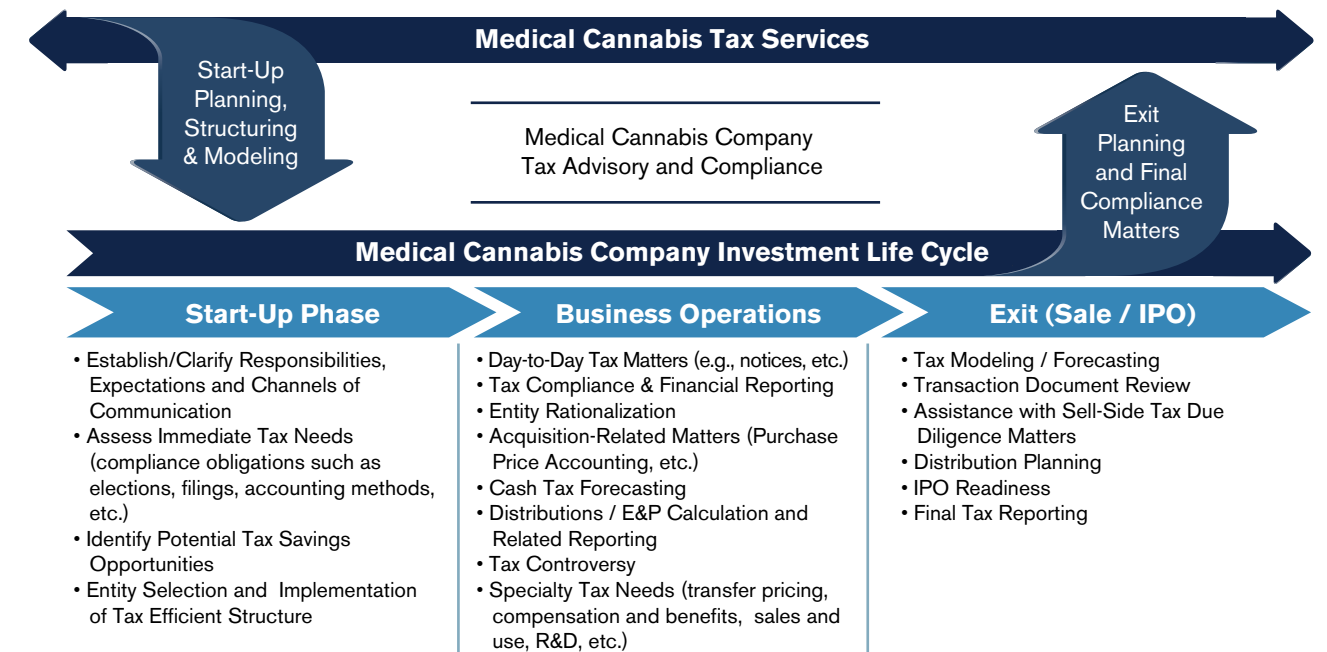 Medical Cannabis Tax Services
Start-Up
Planning,
Structuring
& Modeling
Medical Cannabis Company
Tax Advisory and Compliance
Exit
Planning
and Final
Compliance
Matters
Medical Cannabis Company Investment Life Cycle
Start-Up Phase
• Establish/Clarify Responsibilities,
Expectations and Channels of
Communication
• Assess Immediate Tax Needs
(compliance obligations such as
elections, filings, accounting methods,
etc.)
• Identify Potential Tax Savings
Opportunities
• Entity Selection and Implementation
of Tax Efficient Structure
Business Operations
• Day-to-Day Tax Matters (e.g., notices, etc.)
• Tax Compliance & Financial Reporting
• Entity Rationalization
• Acquisition-Related Matters (Purchase
Price Accounting, etc.)
• Cash Tax Forecasting
• Distributions / E&P Calculation and
Related Reporting
• Tax Controversy
• Specialty Tax Needs (transfer pricing,
compensation and benefits, sales and
use, R&D, etc.)
Exit (Sale / IPO)
• Tax Modeling / Forecasting
• Transaction Document Review
• Assistance with Sell-Side Tax Due
Diligence Matters
• Distribution Planning
• IPO Readiness
• Final Tax Reporting